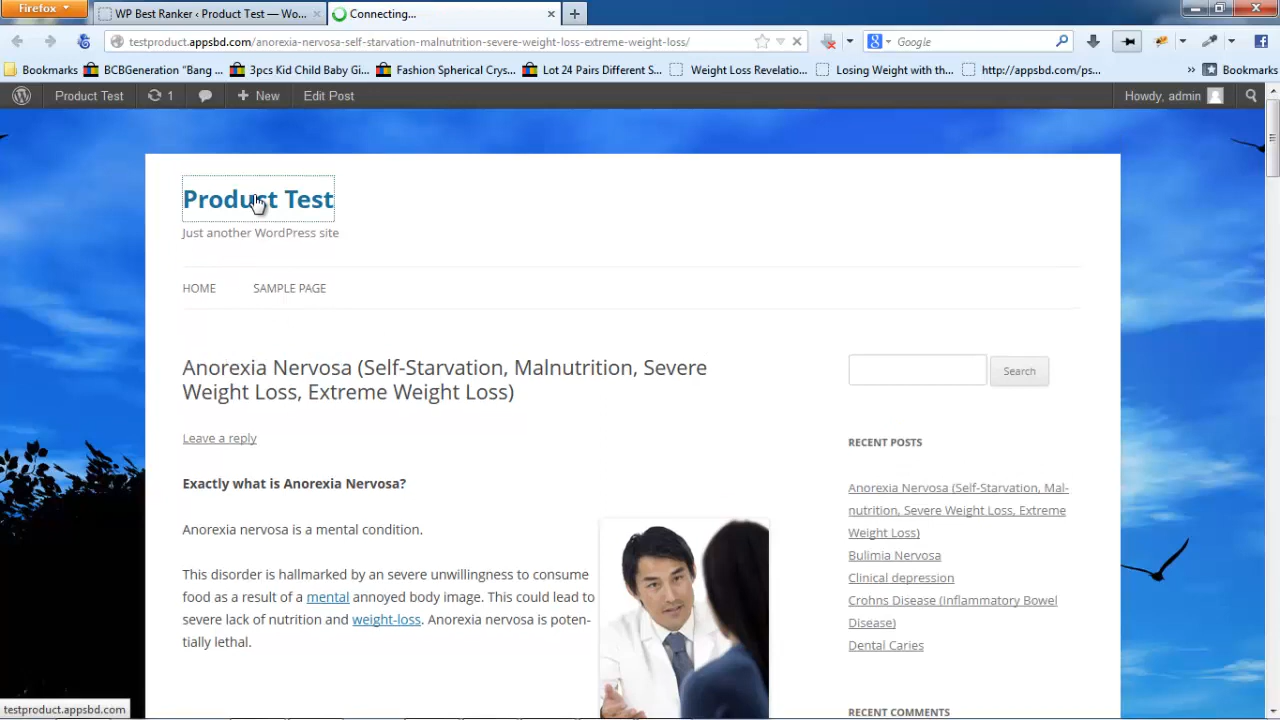 Firefox
WP Best Ranker ‹ Product Test — Wo...
Connecting...
testproduct.appsbd.com/anorexia-nervosa-self-starvation-malnutrition-severe-weight-loss-extreme-weight-loss/
Google
Bookmarks
BCBGeneration "Bang ...
3pcs Kid Child Baby Gi...
Fashion Spherical Crys...
Lot 24 Pairs Different S...
Weight Loss Revelatio...
Losing Weight with th...
http://appsbd.com/ps...
»
Bookmarks
Product Test
1
New
Edit Post
Howdy, admin
Product Test
Just another WordPress site
HOME
SAMPLE PAGE
Anorexia Nervosa (Self-Starvation, Malnutrition, Severe
Weight Loss, Extreme Weight Loss)
Leave a reply
Exactly what is Anorexia Nervosa?
Anorexia nervosa is a mental condition.
This disorder is hallmarked by an severe unwillingness to consume
food as a result of a mental annoyed body image. This could lead to
severe lack of nutrition and weight-loss. Anorexia nervosa is poten-
tially lethal.
Search
RECENT POSTS
Anorexia Nervosa (Self-Starvation, Mal-
nutrition, Severe Weight Loss, Extreme
Weight Loss)
Bulimia Nervosa
Clinical depression
Crohns Disease (Inflammatory Bowel
Disease)
Dental Caries
RECENT COMMENTS
testproduct.appsbd.com